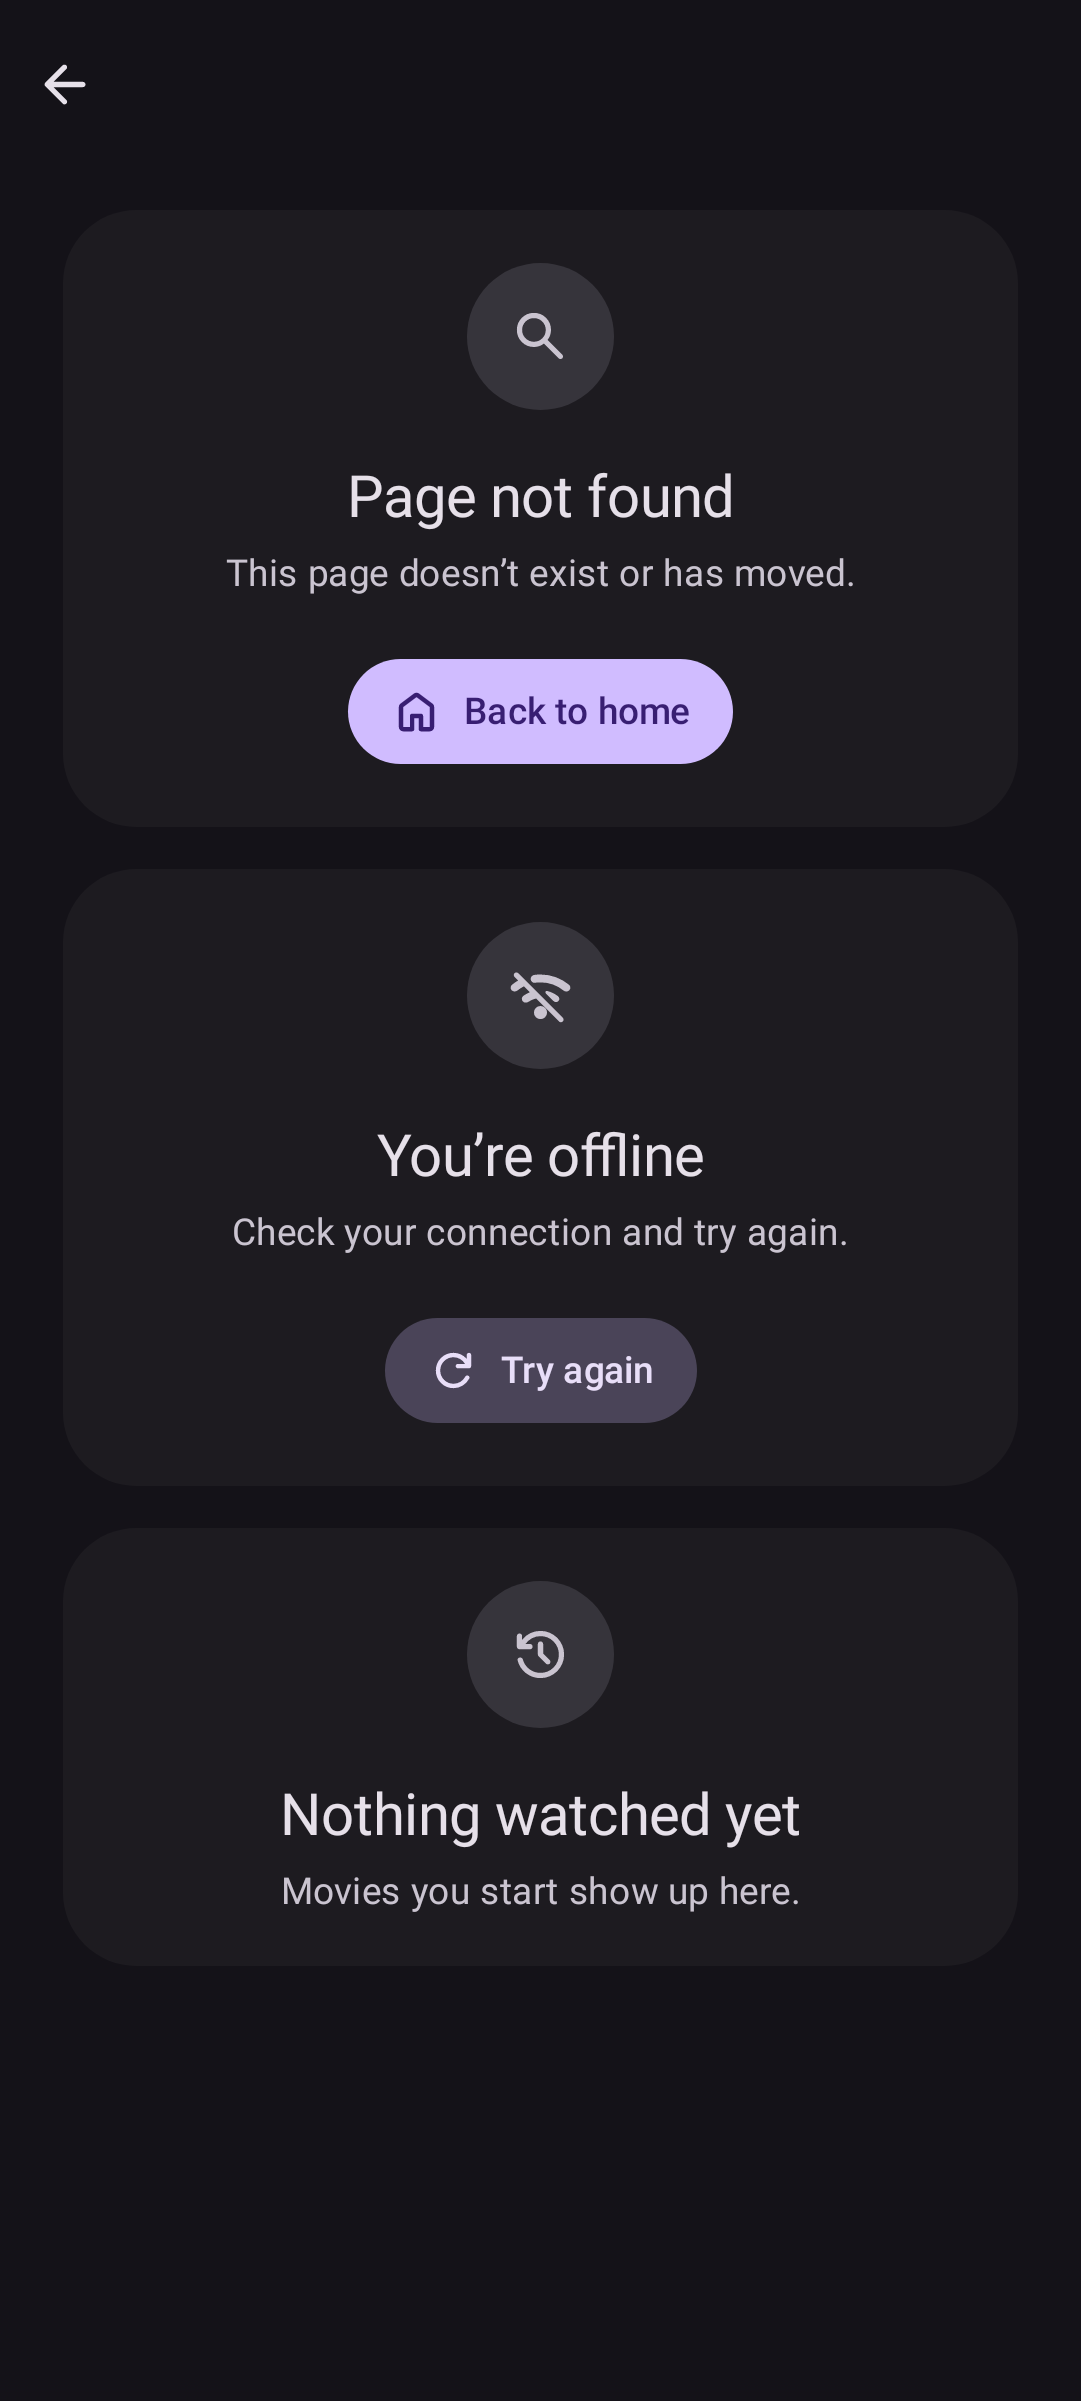 Page not found
This page doesn’t exist or has moved.
Back to home
You’re offline
Check your connection and try again.
Try again
Nothing watched yet
Movies you start show up here.